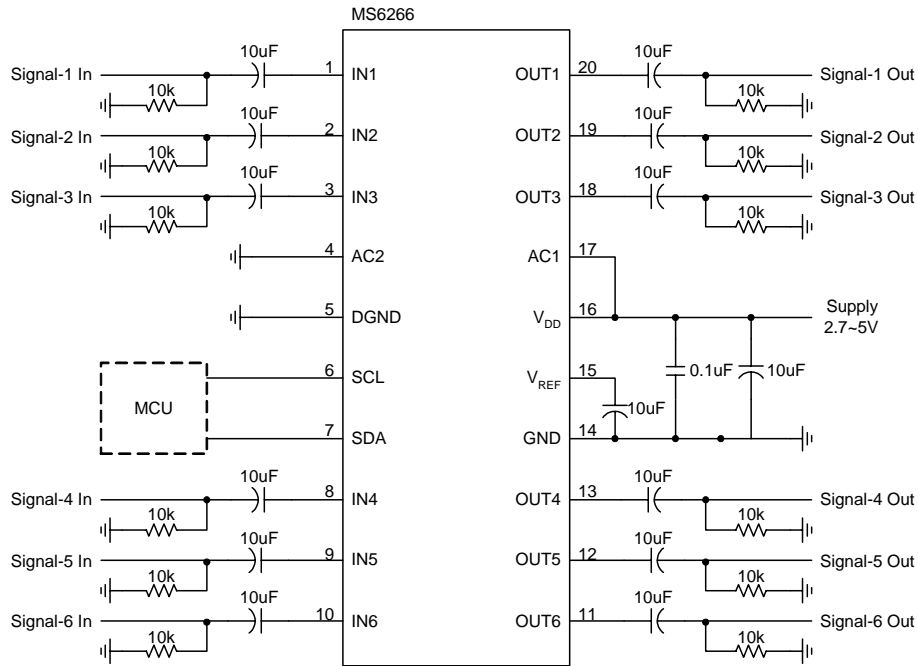 MS6266
10uF
10uF
Signal-1 In
1
IN1
OUT1
20
Signal-1 Out
10k
10k
10uF
10uF
Signal-2 In
2
IN2
OUT2
19
Signal-2 Out
10k
10k
10uF
10uF
Signal-3 In
3
IN3
OUT3
18
Signal-3 Out
10k
10k
4
AC2
AC1
17
5
DGND
VDD
16
Supply
2.7~5V
6
SCL
VREF
15
0.1uF
10uF
MCU
10uF
7
SDA
GND
14
10uF
10uF
Signal-4 In
8
IN4
OUT4
13
Signal-4 Out
10k
10k
10uF
10uF
Signal-5 In
9
IN5
OUT5
12
Signal-5 Out
10k
10k
10uF
10uF
Signal-6 In
10
IN6
OUT6
11
Signal-6 Out
10k
10k